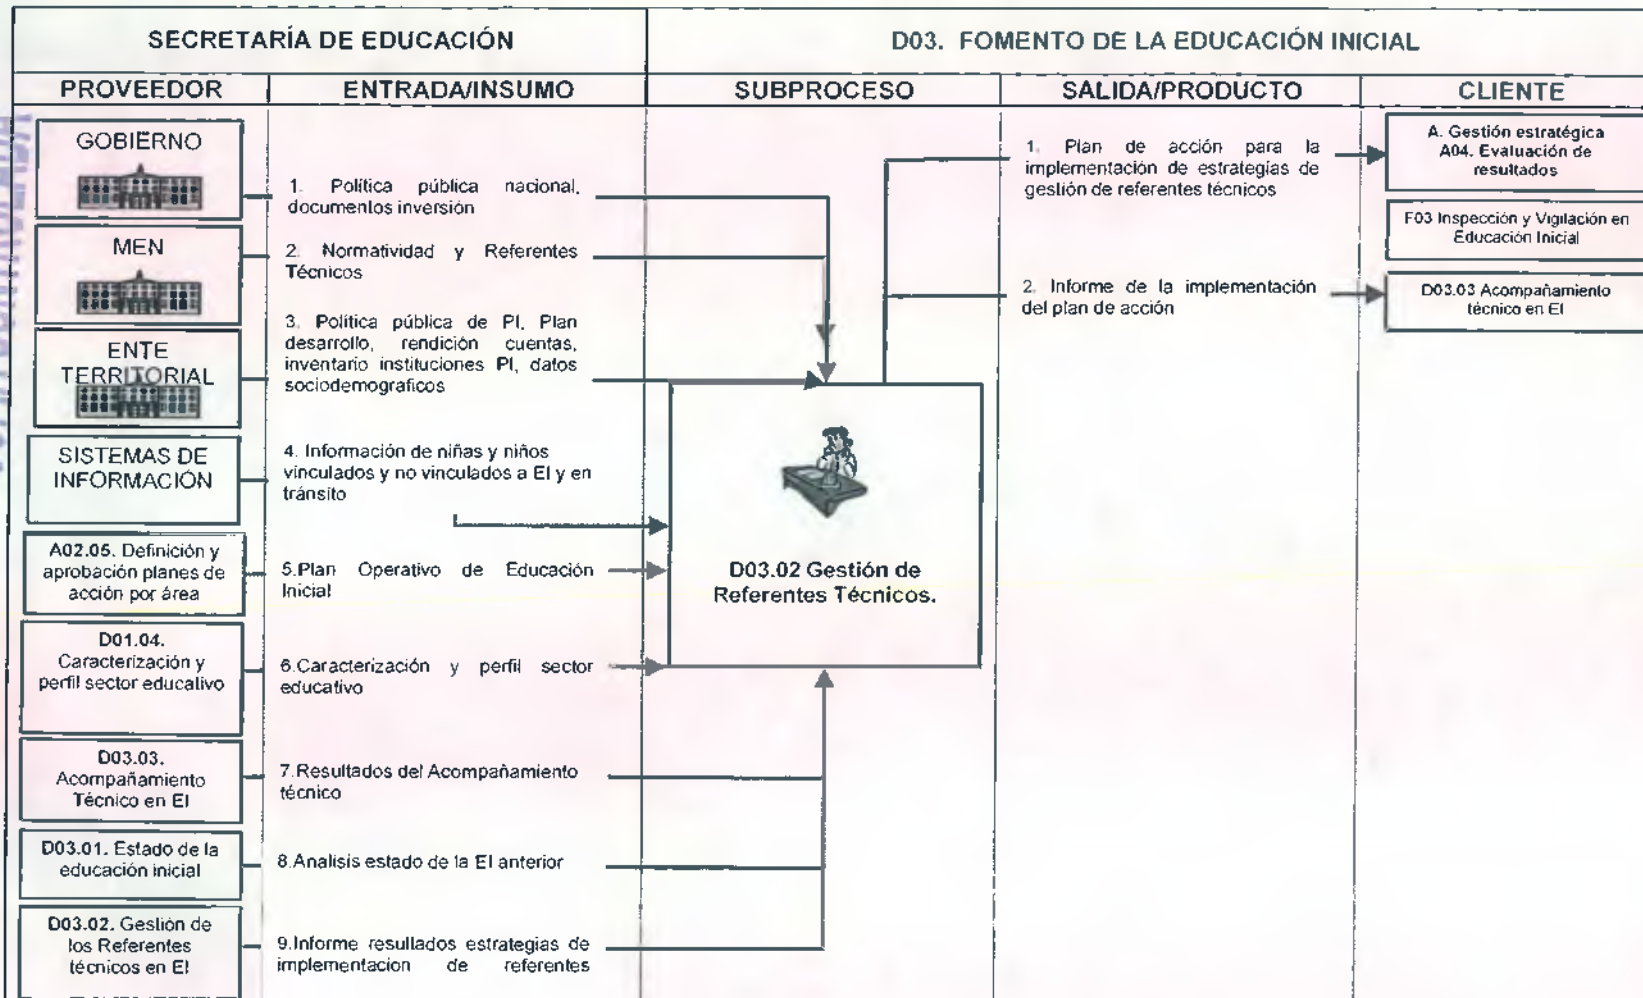 SECRETARÍA DE EDUCACIÓN
D03. FOMENTO DE LA EDUCACIÓN INICIAL
PROVEEDOR
ENTRADA/INSUMO
SUBPROCESO
SALIDA/PRODUCTO
CLIENTE
GOBIERNO
1. Política pública nacional,
documentos inversión
MEN
2. Normatividad y Referentes
Técnicos
ENTE
TERRITORIAL
3. Política pública de PI, Plan
desarrollo, rendición cuentas,
inventario instituciones PI, datos
sociodemograficos
SISTEMAS DE
INFORMACIÓN
4. Información de niñas y niños
vinculados y no vinculados a EI y en
tránsito
A02.05. Definición y
aprobación planes de
acción por área
5.Plan Operativo de Educación
Inicial
D01.04.
Caracterización y
perfil sector educativo
6.Caracterización y perfil sector
educativo
D03.03.
Acompañamiento
Técnico en EI
7.Resultados del Acompañamiento
técnico
D03.01. Estado de la
educación inicial
8.Analisis estado de la EI anterior
D03.02. Gestión de
los Referentes
técnicos en EI
9.Informe resultados estrategias de
implementacion de referentes
D03.02 Gestión de
Referentes Técnicos.
1. Plan de acción para la
implementación de estrategias de
gestión de referentes técnicos
2. Informe de la implementación
del plan de acción
A. Gestión estratégica
A04. Evaluación de
resultados
F03 Inspección y Vigilación en
Educación Inicial
D03.03 Acompañamiento
técnico en EI